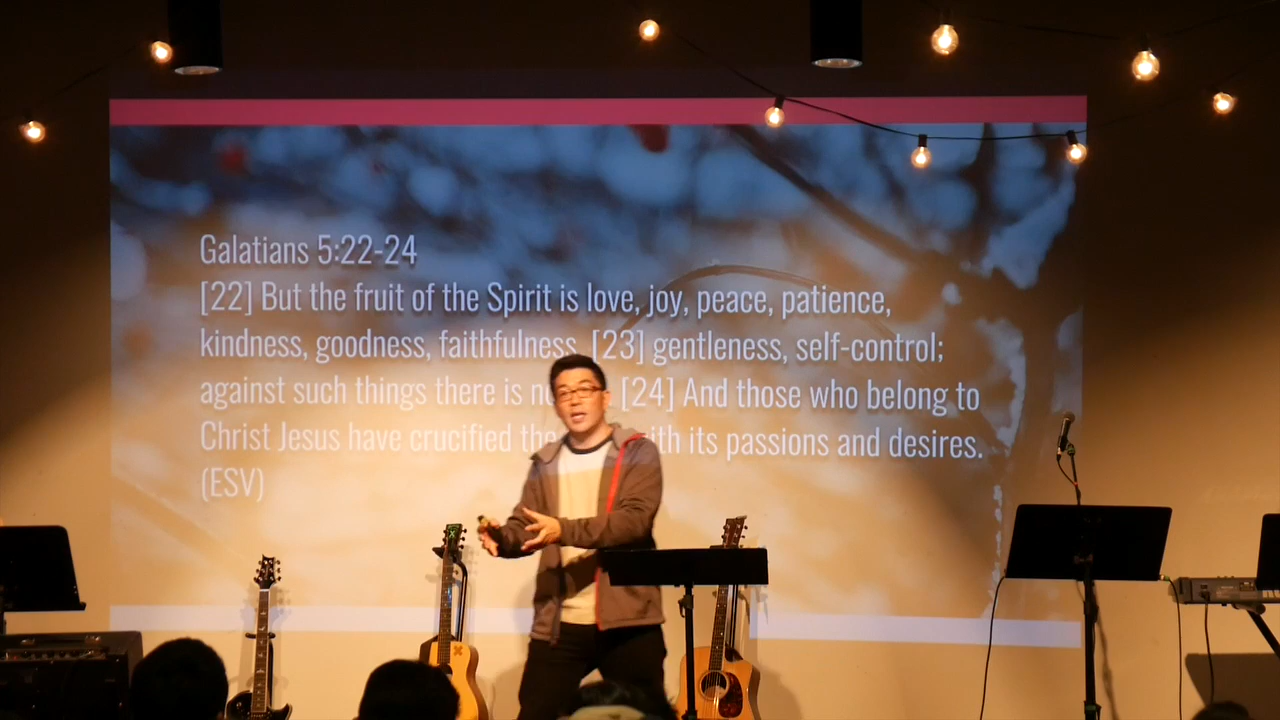 Galatians 5:22-24
[22] But the fruit of the Spirit is love, joy, peace, patience,
kindness, goodness, faithfulness, [23] gentleness, self-control;
against such things there is [24] And those who belong to
Christ Jesus have crucified the its passions and desires.
(ESV)